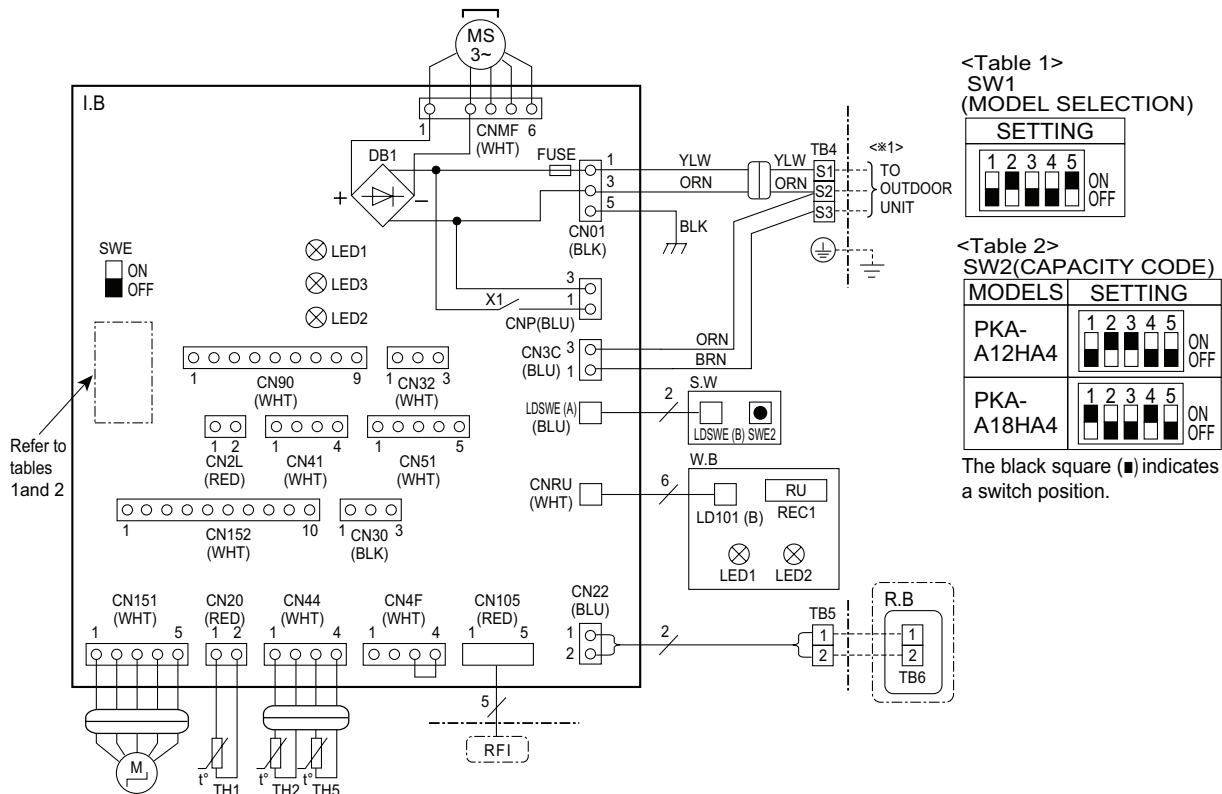 MS
3~
I.B
1 CNMF 6
(WHT)
DB1
+
−
FUSE
1
3
5
CN01
(BLK)
YLW
ORN
BLK
YLW
ORN
TB4
S1
S2
S3
<※1>
TO
OUTDOOR
UNIT
SWE
ON
OFF
LED1
LED3
LED2
X1
3
1
CNP(BLU)
CN3C
(BLU)
3
1
ORN
BRN
Refer to
tables
1and 2
1 CN90 9
(WHT)
1 CN32 3
(WHT)
1 2
CN2L
(RED)
1 4
CN41
(WHT)
1 5
CN51
(WHT)
1 CN152 10
(WHT)
1 CN30 3
(BLK)
LDSWE (A)
(BLU)
2
S.W
LDSWE (B) SWE2
CNRU
(WHT)
6
W.B
LD101 (B)
RU
REC1
LED1 LED2
CN151
(WHT)
1 5
CN20
(RED)
1 2
CN44
(WHT)
1 4
CN4F
(WHT)
1 4
CN105
(RED)
1 5
CN22
(BLU)
1
2
2
TB5
1
2
R.B
1
2
TB6
5
RFI
M
t° TH1
t° TH2
t° TH5
<Table 1>
SW1
(MODEL SELECTION)
SETTING
1 2 3 4 5
ON
OFF
<Table 2>
SW2(CAPACITY CODE)
MODELS SETTING
PKA-
A12HA4
1 2 3 4 5
ON
OFF
PKA-
A18HA4
1 2 3 4 5
ON
OFF
The black square (■) indicates
a switch position.